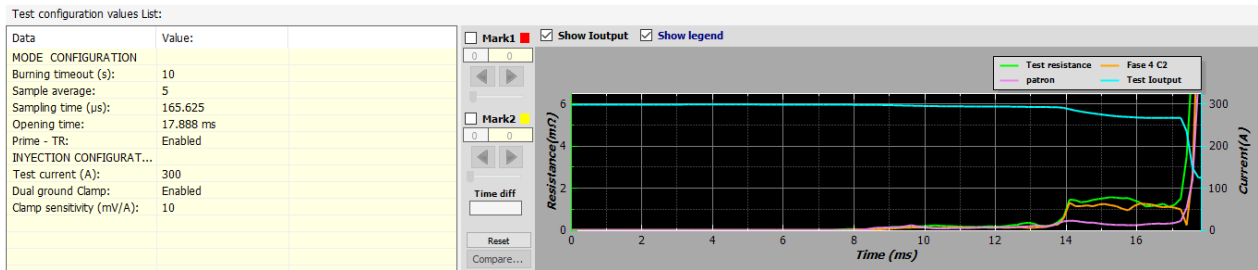 Test configuration values List:
Data Value:
MODE CONFIGURATION
Burning timeout (s): 10
Sample average: 5
Sampling time (µs): 165.625
Opening time: 17.888 ms
Prime - TR: Enabled
INYECTION CONFIGURAT...
Test current (A): 300
Dual ground Clamp: Enabled
Clamp sensitivity (mV/A): 10
Mark1
0 0
Mark2
0 0
Time diff
Reset
Compare...
Show Ioutput Show legend
Test resistance Fase 4 C2
patron Test Ioutput
Resistance(mΩ)
6
4
2
0
300
200
100
0
Current(A)
0 2 4 6 8 10 12 14 16
Time (ms)